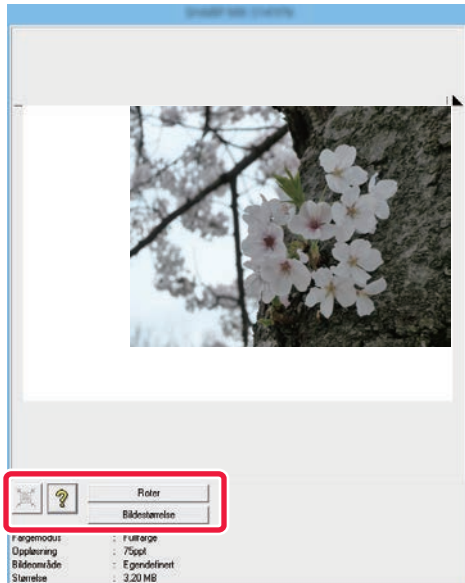 ?
Roter
Bildestørrelse
Fargemodus : Fullfarge
Oppløsning : 75ppt
Bildeområde : Egendefinert
Størrelse : 3,20 MB